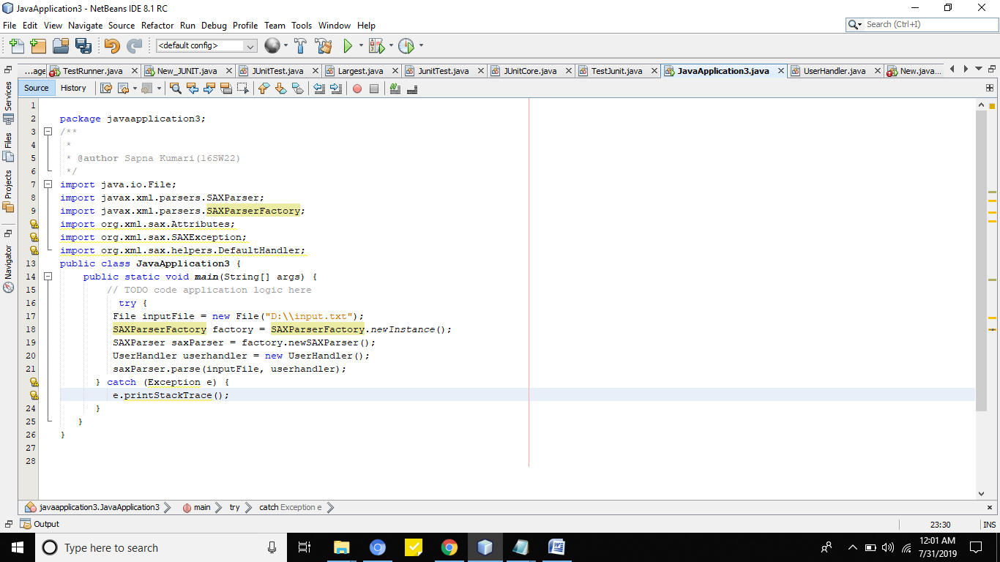 JavaApplication3 - NetBeans IDE 8.1 RC
File Edit View Navigate Source Refactor Run Debug Profile Team Tools Window Help
Search (Ctrl+I)
<default config>
...age TestRunner.java New_JUNIT.java JUnitTest.java Largest.java JunitTest.java JUnitCore.java TestJunit.java JavaApplication3.java UserHandler.java New.java...
Source History
Services
Files
Projects
Navigator
1
2 package javaapplication3;
3 /**
4 *
5 * @author Sapna Kumari(16SW22)
6 */
7 import java.io.File;
8 import javax.xml.parsers.SAXParser;
9 import javax.xml.parsers.SAXParserFactory;
import org.xml.sax.Attributes;
import org.xml.sax.SAXException;
import org.xml.sax.helpers.DefaultHandler;
13 public class JavaApplication3 {
14 public static void main(String[] args) {
15 // TODO code application logic here
16 try {
17 File inputFile = new File("D:\\input.txt");
18 SAXParserFactory factory = SAXParserFactory.newInstance();
19 SAXParser saxParser = factory.newSAXParser();
20 UserHandler userhandler = new UserHandler();
21 saxParser.parse(inputFile, userhandler);
} catch (Exception e) {
e.printStackTrace();
24 }
25 }
26 }
27
28
javaapplication3.JavaApplication3 main try catch Exception e
Output
23:30 INS
Type here to search
12:01 AM
7/31/2019